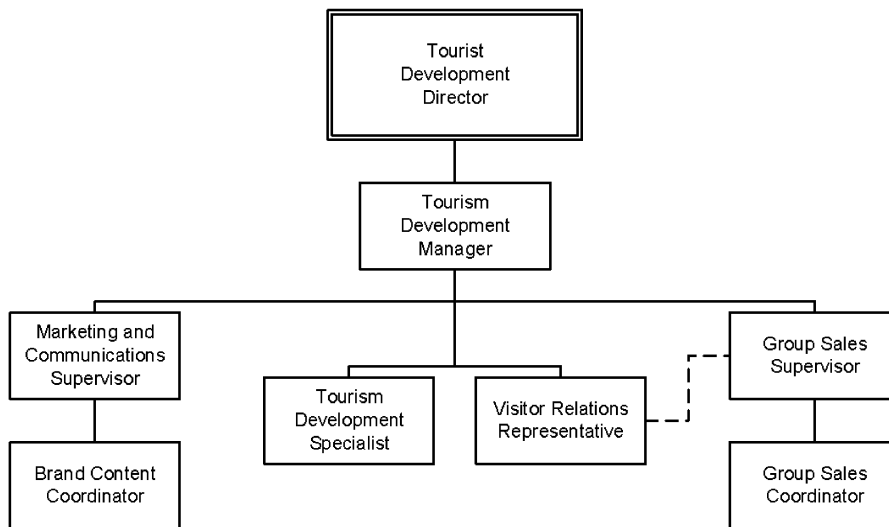 Tourist
Development
Director
Tourism
Development
Manager
Marketing and
Communications
Supervisor
Group Sales
Supervisor
Tourism
Development
Specialist
Visitor Relations
Representative
Brand Content
Coordinator
Group Sales
Coordinator